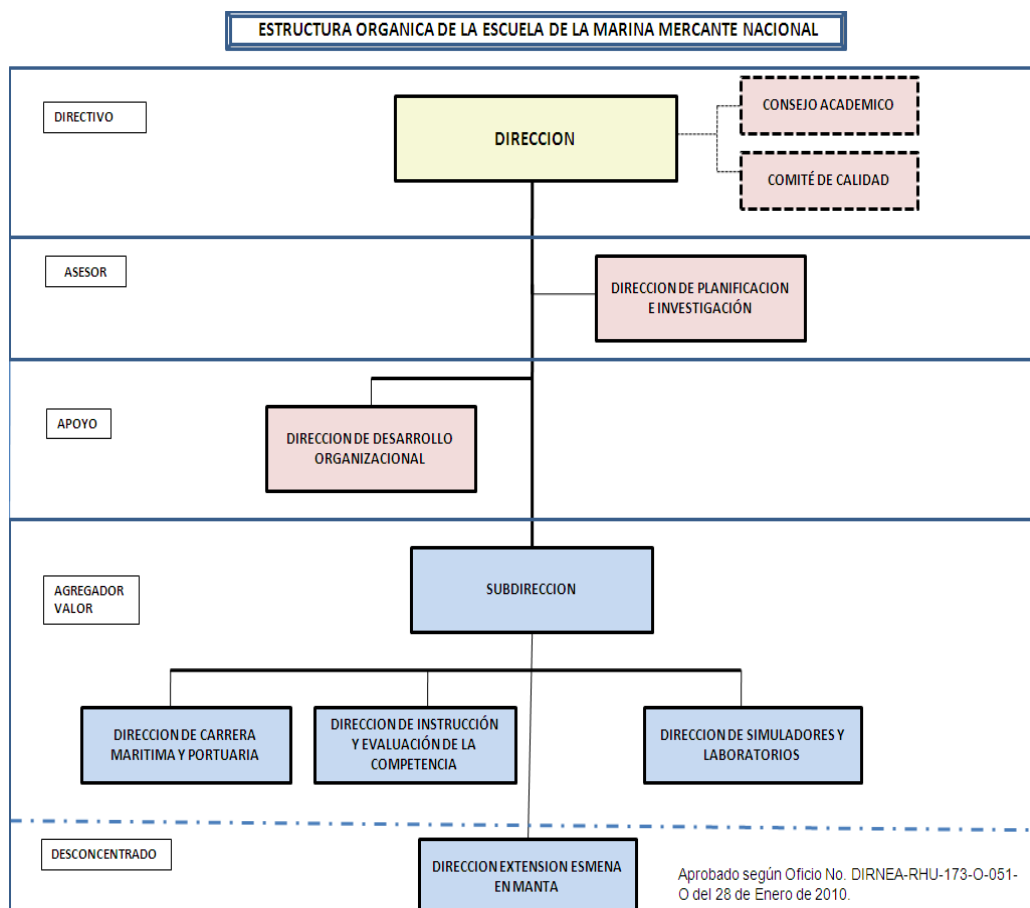 ESTRUCTURA ORGANICA DE LA ESCUELA DE LA MARINA MERCANTE NACIONAL
DIRECTIVO
DIRECCION
CONSEJO ACADEMICO
COMITÉ DE CALIDAD
ASESOR
DIRECCION DE PLANIFICACION
E INVESTIGACIÓN
APOYO
DIRECCION DE DESARROLLO
ORGANIZACIONAL
AGREGADOR
VALOR
SUBDIRECCION
DIRECCION DE CARRERA
MARITIMA Y PORTUARIA
DIRECCION DE INSTRUCCIÓN
Y EVALUACIÓN DE LA
COMPETENCIA
DIRECCION DE SIMULADORES Y
LABORATORIOS
DESCONCENTRADO
DIRECCION EXTENSION ESMENA
EN MANTA
Aprobado según Oficio No. DIRNEA-RHU-173-O-051-
O del 28 de Enero de 2010.